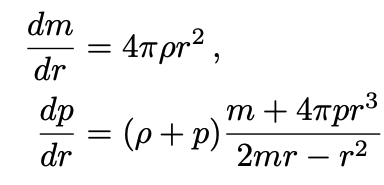 dm/dr = 4πρr² ,
dp/dr = (ρ + p) (m + 4πpr³)/(2mr − r²)